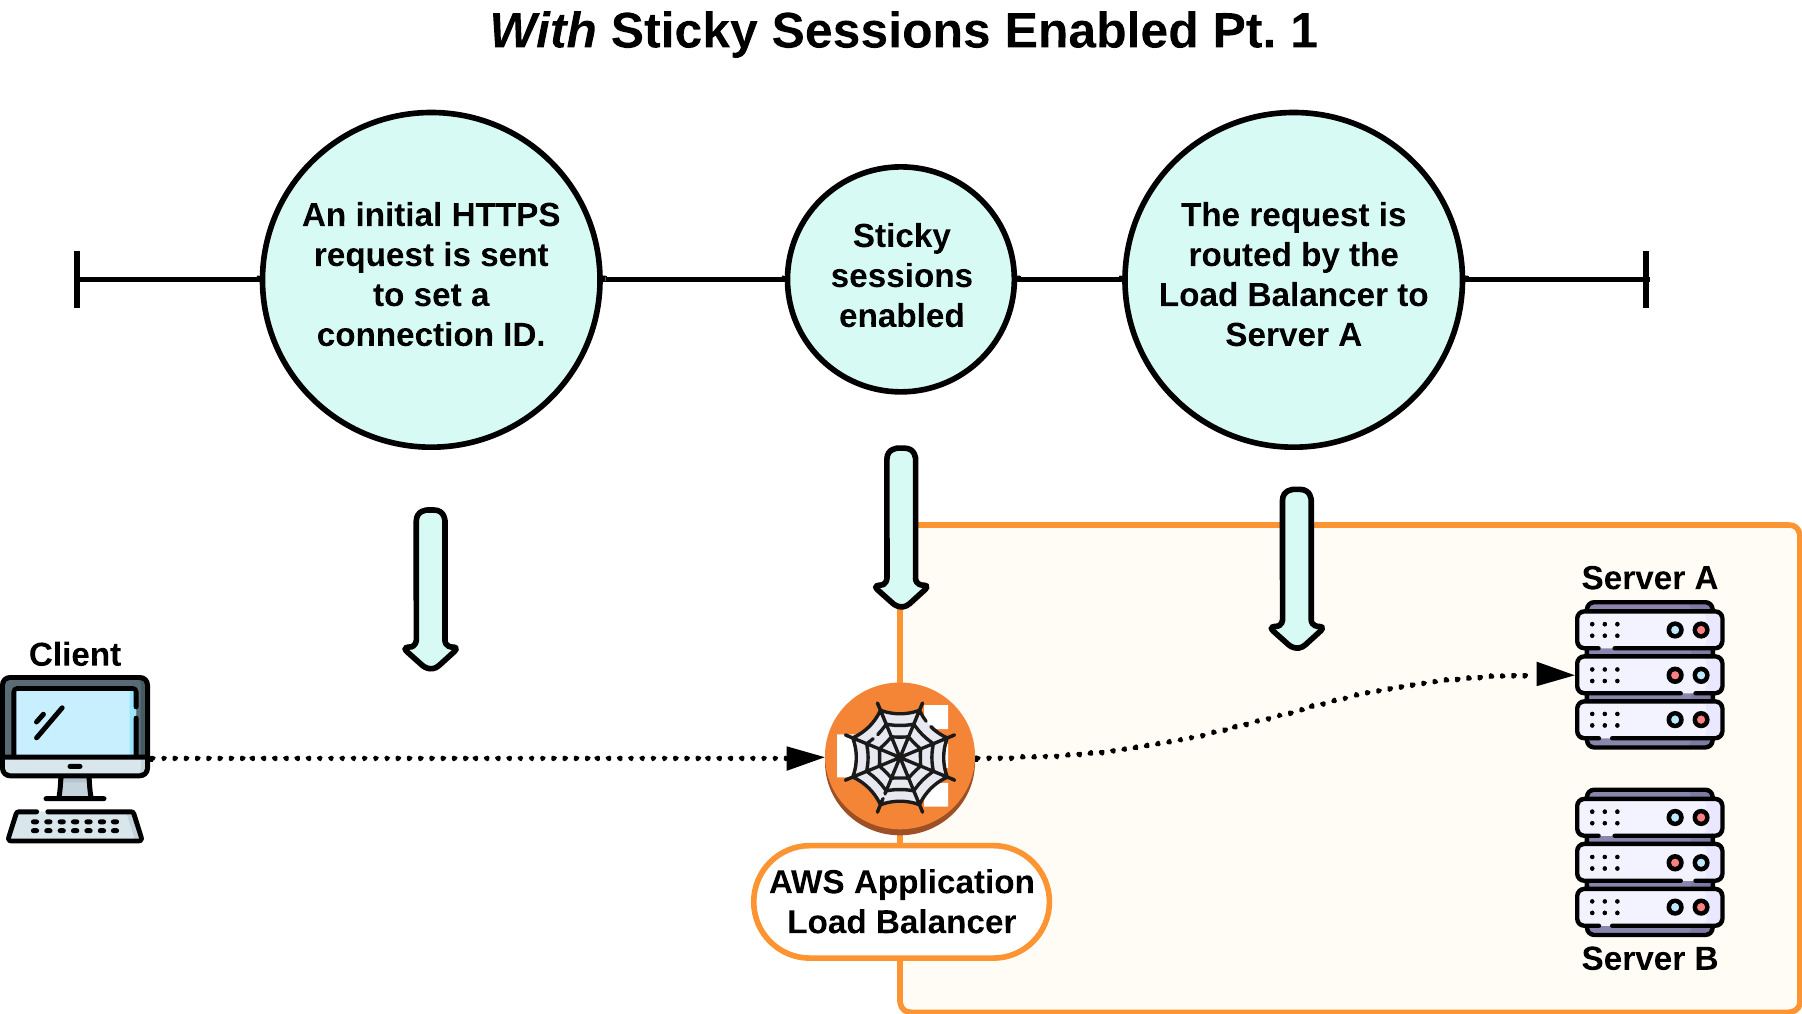 With Sticky Sessions Enabled Pt. 1
An initial HTTPS
request is sent
to set a
connection ID.
Sticky
sessions
enabled
The request is
routed by the
Load Balancer to
Server A
Client
AWS Application
Load Balancer
Server A
Server B